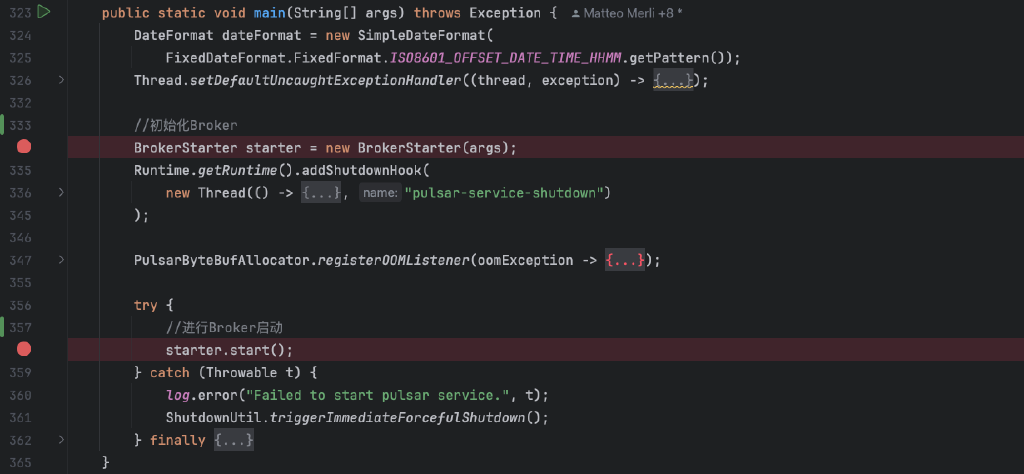 323 public static void main(String[] args) throws Exception { Matteo Merli +8 *
324 DateFormat dateFormat = new SimpleDateFormat(
325 FixedDateFormat.FixedFormat.ISO8601_OFFSET_DATE_TIME_HHMM.getPattern());
326 Thread.setDefaultUncaughtExceptionHandler((thread, exception) -> {...});
332
333 //初始化Broker
BrokerStarter starter = new BrokerStarter(args);
335 Runtime.getRuntime().addShutdownHook(
336 new Thread(() -> {...}, name: "pulsar-service-shutdown")
345 );
346
347 PulsarByteBufAllocator.registerOOMListener(oomException -> {...});
355
356 try {
357 //进行Broker启动
starter.start();
359 } catch (Throwable t) {
360 log.error("Failed to start pulsar service.", t);
361 ShutdownUtil.triggerImmediateForcefulShutdown();
362 } finally {...}
365 }